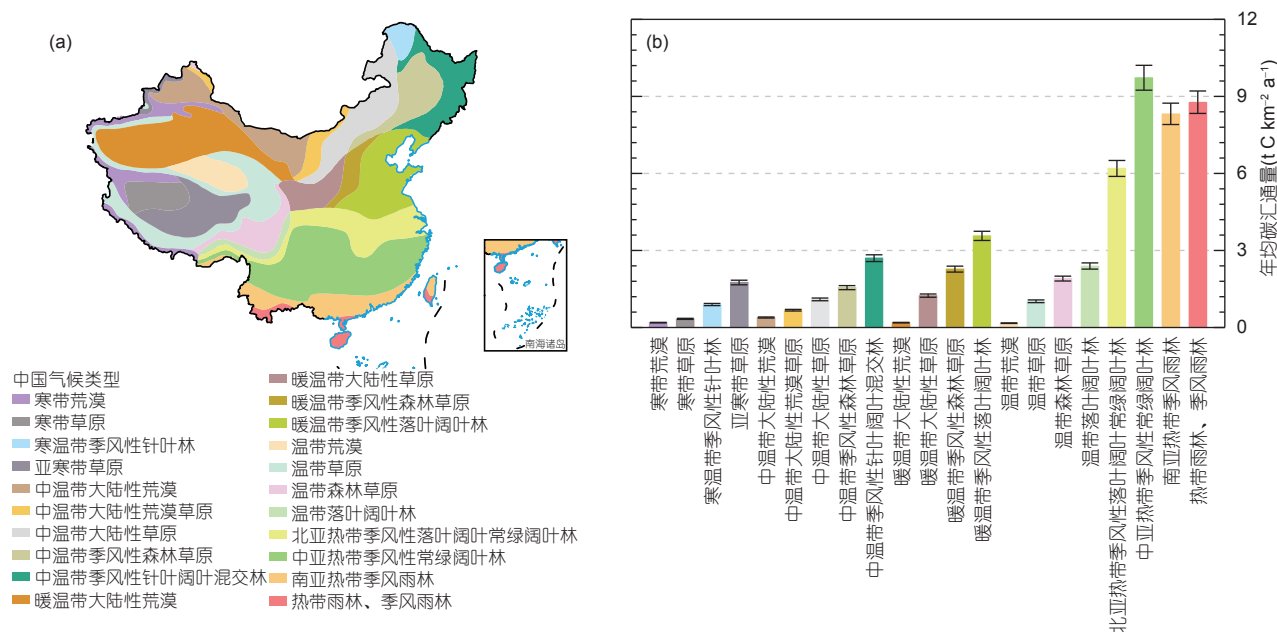 (a)
南海诸岛
中国气候类型
寒带荒漠
寒带草原
寒温带季风性针叶林
亚寒带草原
中温带大陆性荒漠
中温带大陆性荒漠草原
中温带大陆性草原
中温带季风性森林草原
中温带季风性针叶阔叶混交林
暖温带大陆性荒漠
暖温带大陆性草原
暖温带季风性森林草原
暖温带季风性落叶阔叶林
温带荒漠
温带草原
温带森林草原
温带落叶阔叶林
北亚热带季风性落叶阔叶常绿阔叶林
中亚热带季风性常绿阔叶林
南亚热带季风雨林
热带雨林、季风雨林
(b)
12
9
6
3
0
年均碳汇通量(t C km⁻² a⁻¹)
寒带荒漠
寒带草原
寒温带季风性针叶林
亚寒带草原
中温带大陆性荒漠
中温带大陆性荒漠草原
中温带大陆性草原
中温带季风性森林草原
中温带季风性针叶阔叶混交林
暖温带大陆性荒漠
暖温带大陆性草原
暖温带季风性森林草原
暖温带季风性落叶阔叶林
温带荒漠
温带草原
温带森林草原
温带落叶阔叶林
北亚热带季风性落叶阔叶常绿阔叶林
中亚热带季风性常绿阔叶林
南亚热带季风雨林
热带雨林、季风雨林